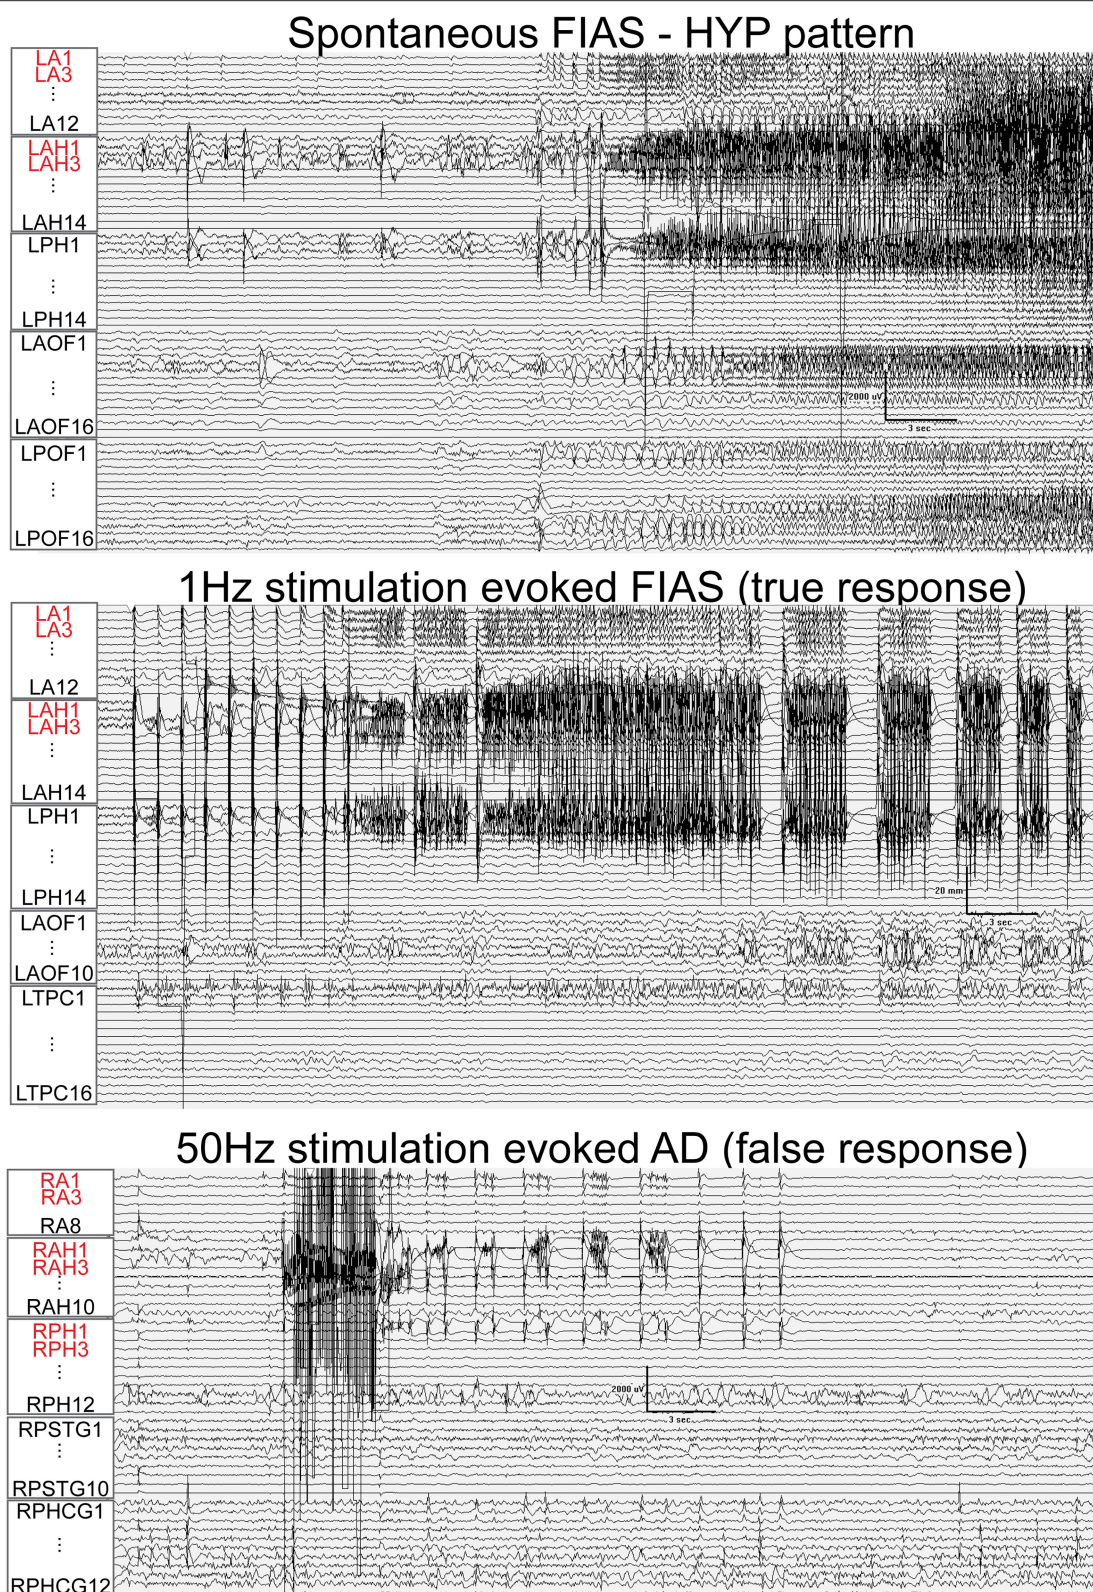 Spontaneous FIAS - HYP pattern
LA1
LA3
⋮
LA12
LAH1
LAH3
⋮
LAH14
LPH1
⋮
LPH14
LAOF1
⋮
LAOF16
LPOF1
⋮
LPOF16
2000 uV
3 sec
1Hz stimulation evoked FIAS (true response)
LA1
LA3
⋮
LA12
LAH1
LAH3
⋮
LAH14
LPH1
⋮
LPH14
LAOF1
⋮
LAOF10
LTPC1
⋮
LTPC16
20 mm
3 sec
50Hz stimulation evoked AD (false response)
RA1
RA3
RA8
RAH1
RAH3
⋮
RAH10
RPH1
RPH3
⋮
RPH12
RPSTG1
⋮
RPSTG10
RPHCG1
⋮
RPHCG12
2000 uV
3 sec